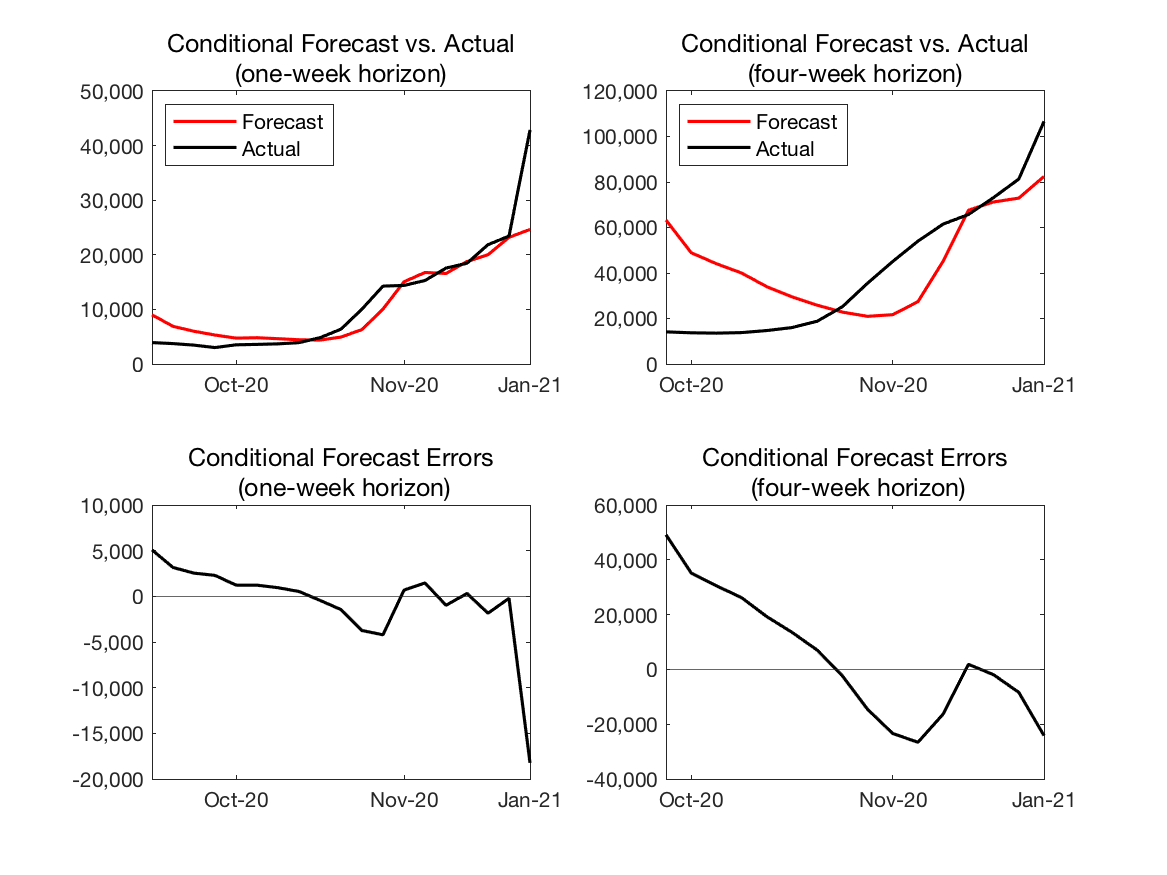 Conditional Forecast vs. Actual
(one-week horizon)
50,000
40,000
30,000
20,000
10,000
0
Forecast
Actual
Oct-20
Nov-20
Jan-21
Conditional Forecast vs. Actual
(four-week horizon)
120,000
100,000
80,000
60,000
40,000
20,000
0
Forecast
Actual
Oct-20
Nov-20
Jan-21
Conditional Forecast Errors
(one-week horizon)
10,000
5,000
0
-5,000
-10,000
-15,000
-20,000
Oct-20
Nov-20
Jan-21
Conditional Forecast Errors
(four-week horizon)
60,000
40,000
20,000
0
-20,000
-40,000
Oct-20
Nov-20
Jan-21